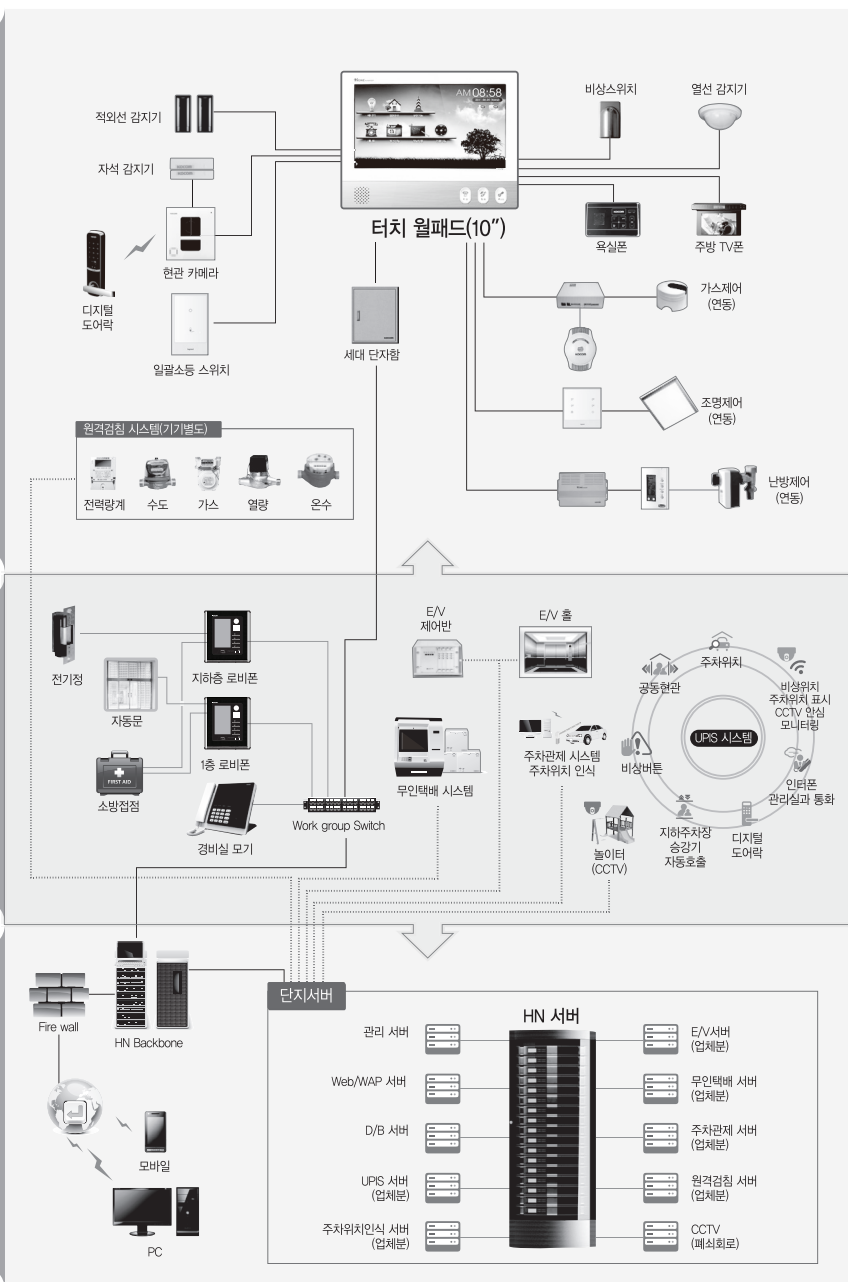 AM 08:58
적외선 감지기
자석 감지기
현관 카메라
디지털
도어락
일괄소등 스위치
터치 월패드(10")
세대 단자함
비상스위치
열선 감지기
욕실폰
주방 TV폰
가스제어
(연동)
조명제어
(연동)
난방제어
(연동)
원격검침 시스템(기기별도)
전력량계
수도
가스
열량
온수
전기정
지하층 로비폰
자동문
1층 로비폰
FIRST AID
소방접점
경비실 모기
Work group Switch
E/V
제어반
E/V 홀
무인택배 시스템
주차관제 시스템
주차위치 인식
놀이터
(CCTV)
주차위치
공동현관
비상위치
주차위치 표시
CCTV 안심
모니터링
UPIS 시스템
비상버튼
인터폰
관리실과 통화
지하주차장
승강기
자동호출
디지털
도어락
Fire wall
HN Backbone
모바일
PC
단지서버
HN 서버
관리 서버
Web/WAP 서버
D/B 서버
UPIS 서버
(업체분)
주차위치인식 서버
(업체분)
E/V서버
(업체분)
무인택배 서버
(업체분)
주차관제 서버
(업체분)
원격검침 서버
(업체분)
CCTV
(폐쇠회로)